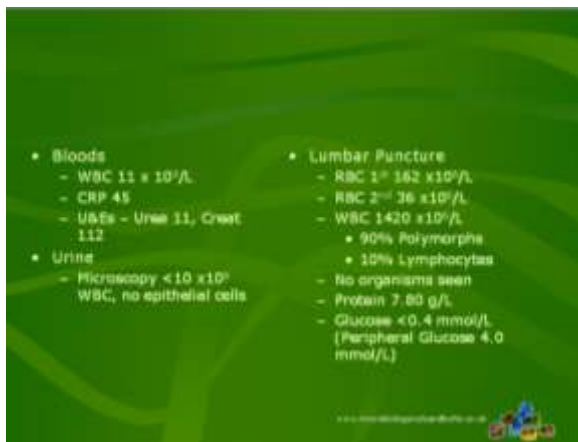 • Bloods
– WBC 11 x 10⁹/L
– CRP 45
– U&Es – Urea 11, Creat
112
• Urine
– Microscopy <10 x10⁶
WBC, no epithelial cells
• Lumbar Puncture
– RBC 1ˢᵗ 162 x10⁶/L
– RBC 2ⁿᵈ 36 x10⁶/L
– WBC 1420 x10⁶/L
• 90% Polymorphs
• 10% Lymphocytes
– No organisms seen
– Protein 7.80 g/L
– Glucose <0.4 mmol/L
(Peripheral Glucose 4.0
mmol/L)